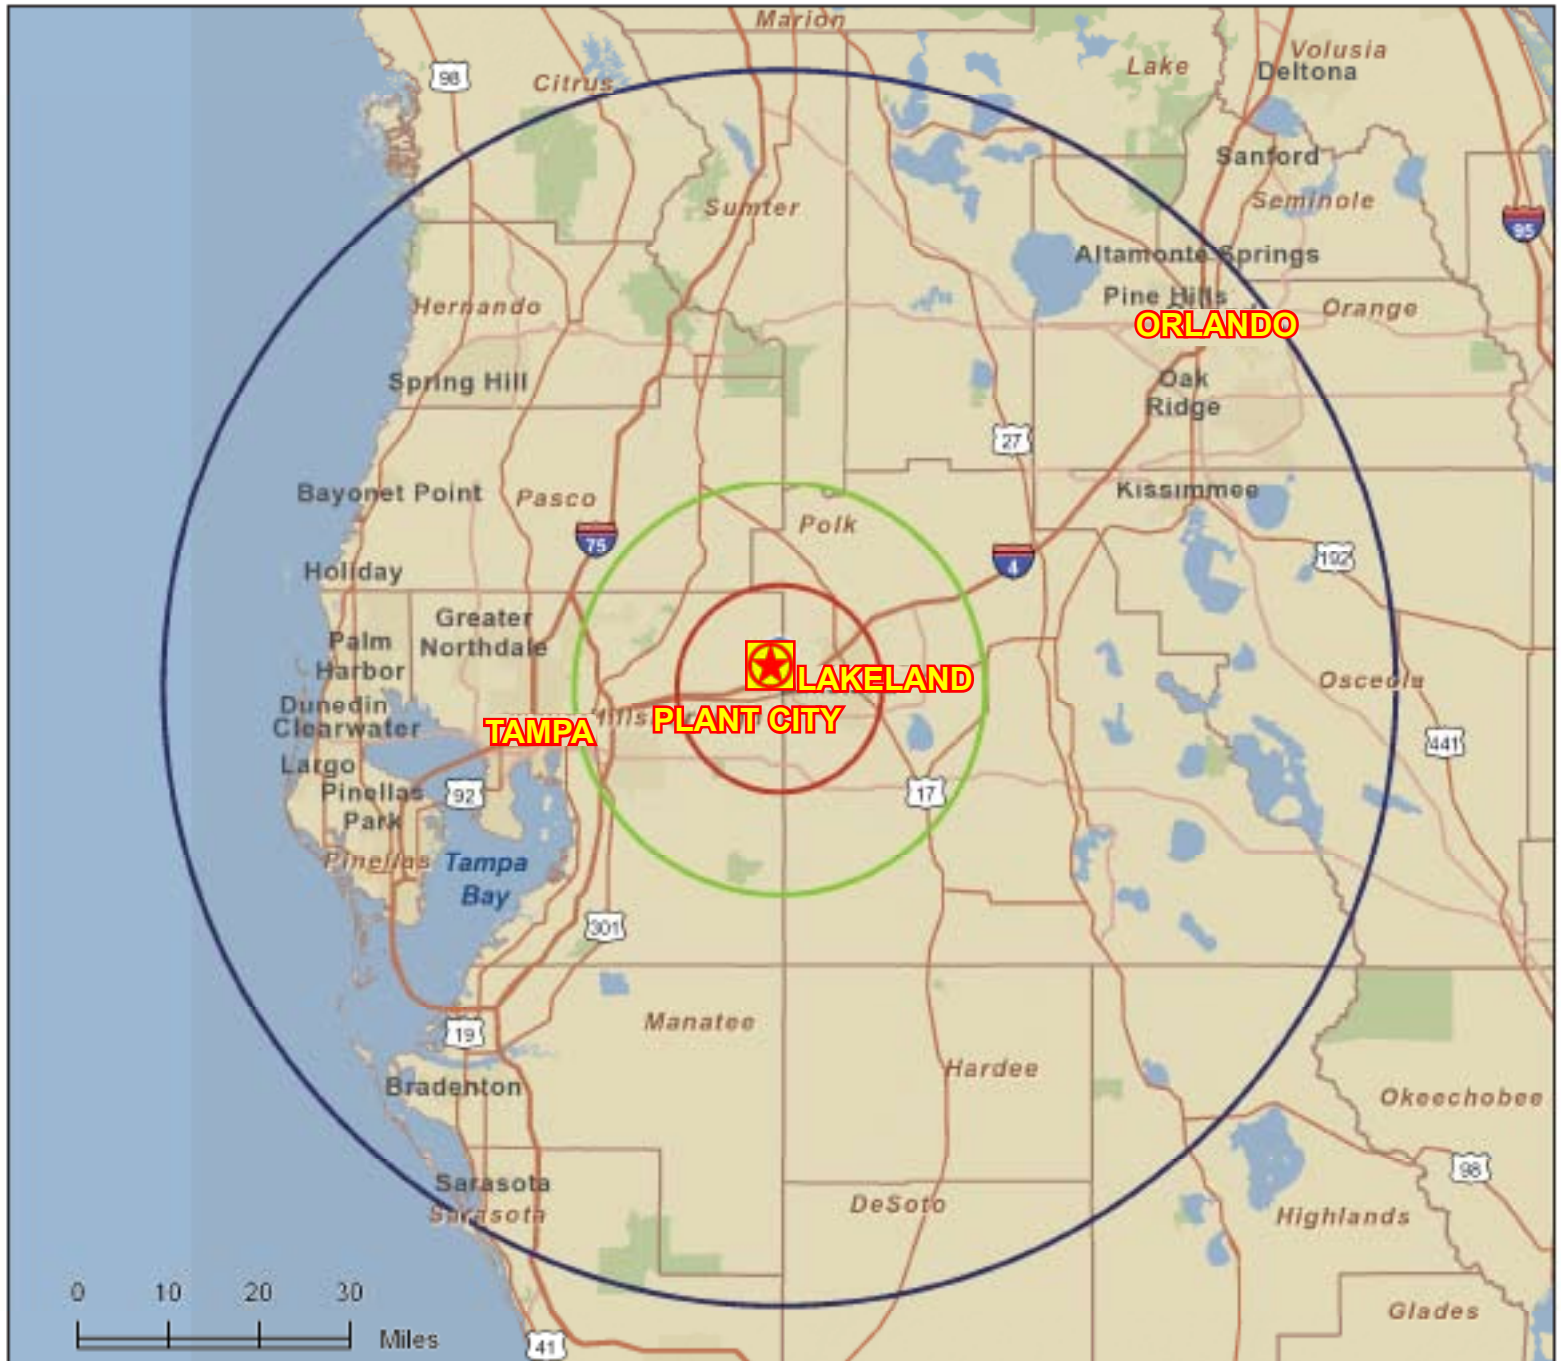 Marion
Volusia
Lake
Deltona
98
Citrus
Sanford
Sumter
Seminole
95
Altamonte Springs
Pine Hills
Hernando
Orange
ORLANDO
Spring Hill
Oak
Ridge
27
Bayonet Point
Pasco
Kissimmee
Polk
75
4
192
Holiday
Greater
Northdale
Palm
Harbor
LAKELAND
Osceola
Dunedin
Clearwater
TAMPA
PLANT CITY
441
Largo
Pinellas
Park
92
17
Pinellas
Tampa
Bay
301
Manatee
19
Hardee
Bradenton
Okeechobee
98
Sarasota
DeSoto
Sarasota
Highlands
0 10 20 30
Miles
Glades
41